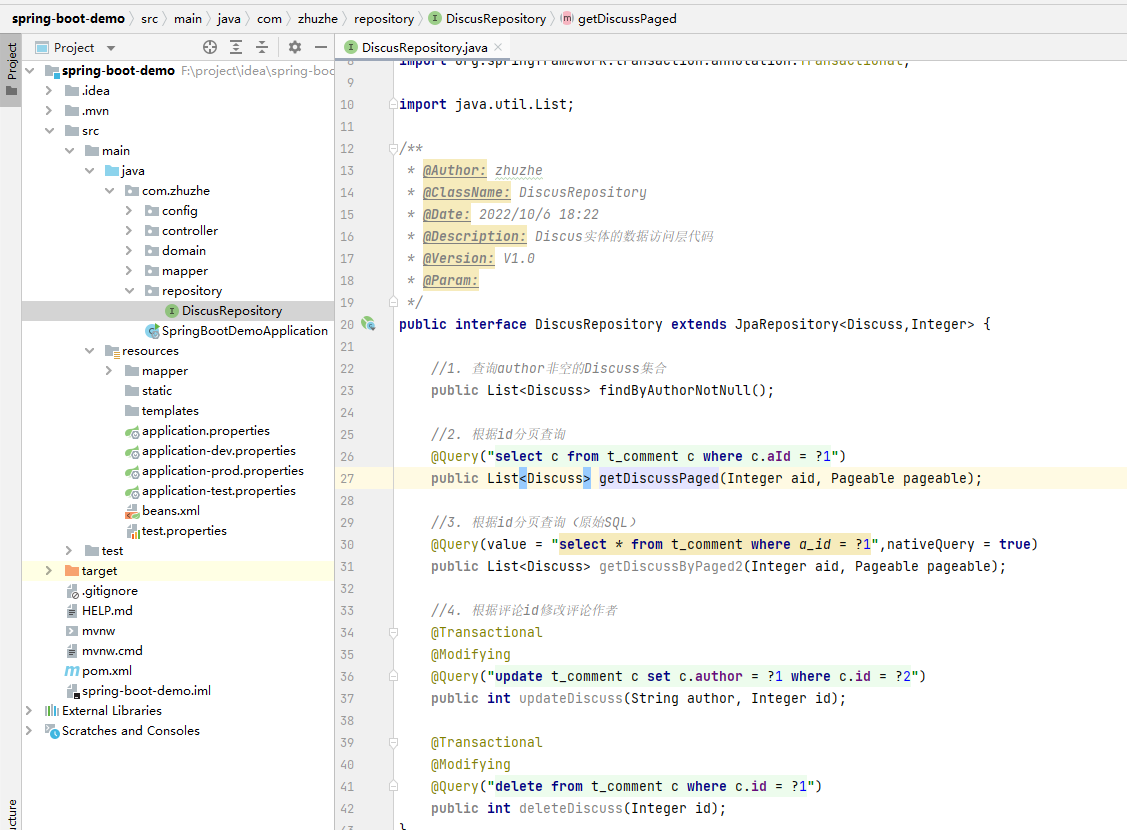 spring-boot-demo 〉 src 〉 main 〉 java 〉 com 〉 zhuzhe 〉 repository 〉 DiscusRepository 〉 getDiscussPaged
Project
Project
spring-boot-demo F:\project\idea\spring-boo
.idea
.mvn
src
main
java
com.zhuzhe
config
controller
domain
mapper
repository
DiscusRepository
SpringBootDemoApplication
resources
mapper
static
templates
application.properties
application-dev.properties
application-prod.properties
application-test.properties
beans.xml
test.properties
test
target
.gitignore
HELP.md
mvnw
mvnw.cmd
pom.xml
spring-boot-demo.iml
External Libraries
Scratches and Consoles
ucture
DiscusRepository.java
8 import org.springframework.transaction.annotation.Transactional;
9
10 import java.util.List;
11
12 /**
13 * @Author: zhuzhe
14 * @ClassName: DiscusRepository
15 * @Date: 2022/10/6 18:22
16 * @Description: Discus实体的数据访问层代码
17 * @Version: V1.0
18 * @Param:
19 */
20 public interface DiscusRepository extends JpaRepository<Discuss,Integer> {
21
22 //1. 查询author非空的Discuss集合
23 public List<Discuss> findByAuthorNotNull();
24
25 //2. 根据id分页查询
26 @Query("select c from t_comment c where c.aId = ?1")
27 public List<Discuss> getDiscussPaged(Integer aid, Pageable pageable);
28
29 //3. 根据id分页查询（原始SQL）
30 @Query(value = "select * from t_comment where a_id = ?1",nativeQuery = true)
31 public List<Discuss> getDiscussByPaged2(Integer aid, Pageable pageable);
32
33 //4. 根据评论id修改评论作者
34 @Transactional
35 @Modifying
36 @Query("update t_comment c set c.author = ?1 where c.id = ?2")
37 public int updateDiscuss(String author, Integer id);
38
39 @Transactional
40 @Modifying
41 @Query("delete from t_comment c where c.id = ?1")
42 public int deleteDiscuss(Integer id);
43 }